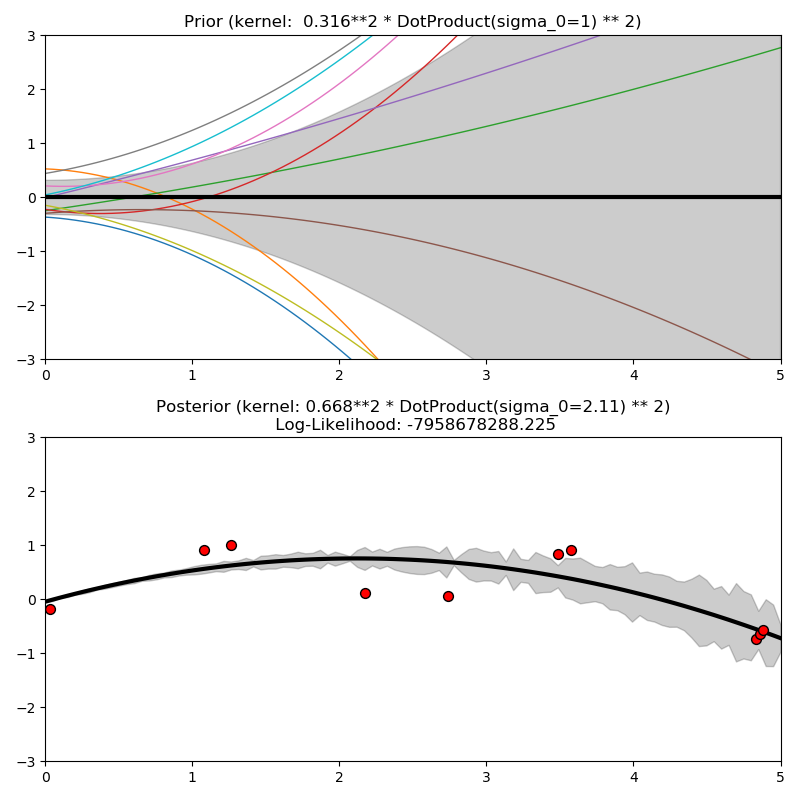 Prior (kernel:  0.316**2 * DotProduct(sigma_0=1) ** 2)
3
2
1
0
−1
−2
−3
0 1 2 3 4 5
Posterior (kernel: 0.668**2 * DotProduct(sigma_0=2.11) ** 2)
Log-Likelihood: -7958678288.225
3
2
1
0
−1
−2
−3
0 1 2 3 4 5